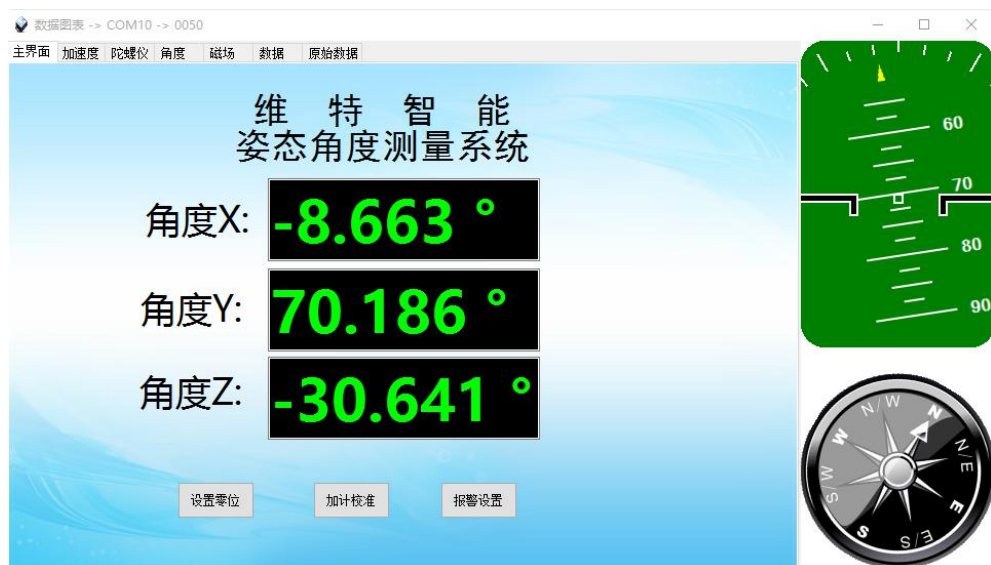 数据图表 -> COM10 -> 0050
主界面 加速度 陀螺仪 角度 磁场 数据 原始数据
维 特 智 能
姿态角度测量系统
角度X: -8.663 °
角度Y: 70.186 °
角度Z: -30.641 °
设置零位 加计校准 报警设置
60
70
80
90
N/W N N/E
W E
S/W S S/E